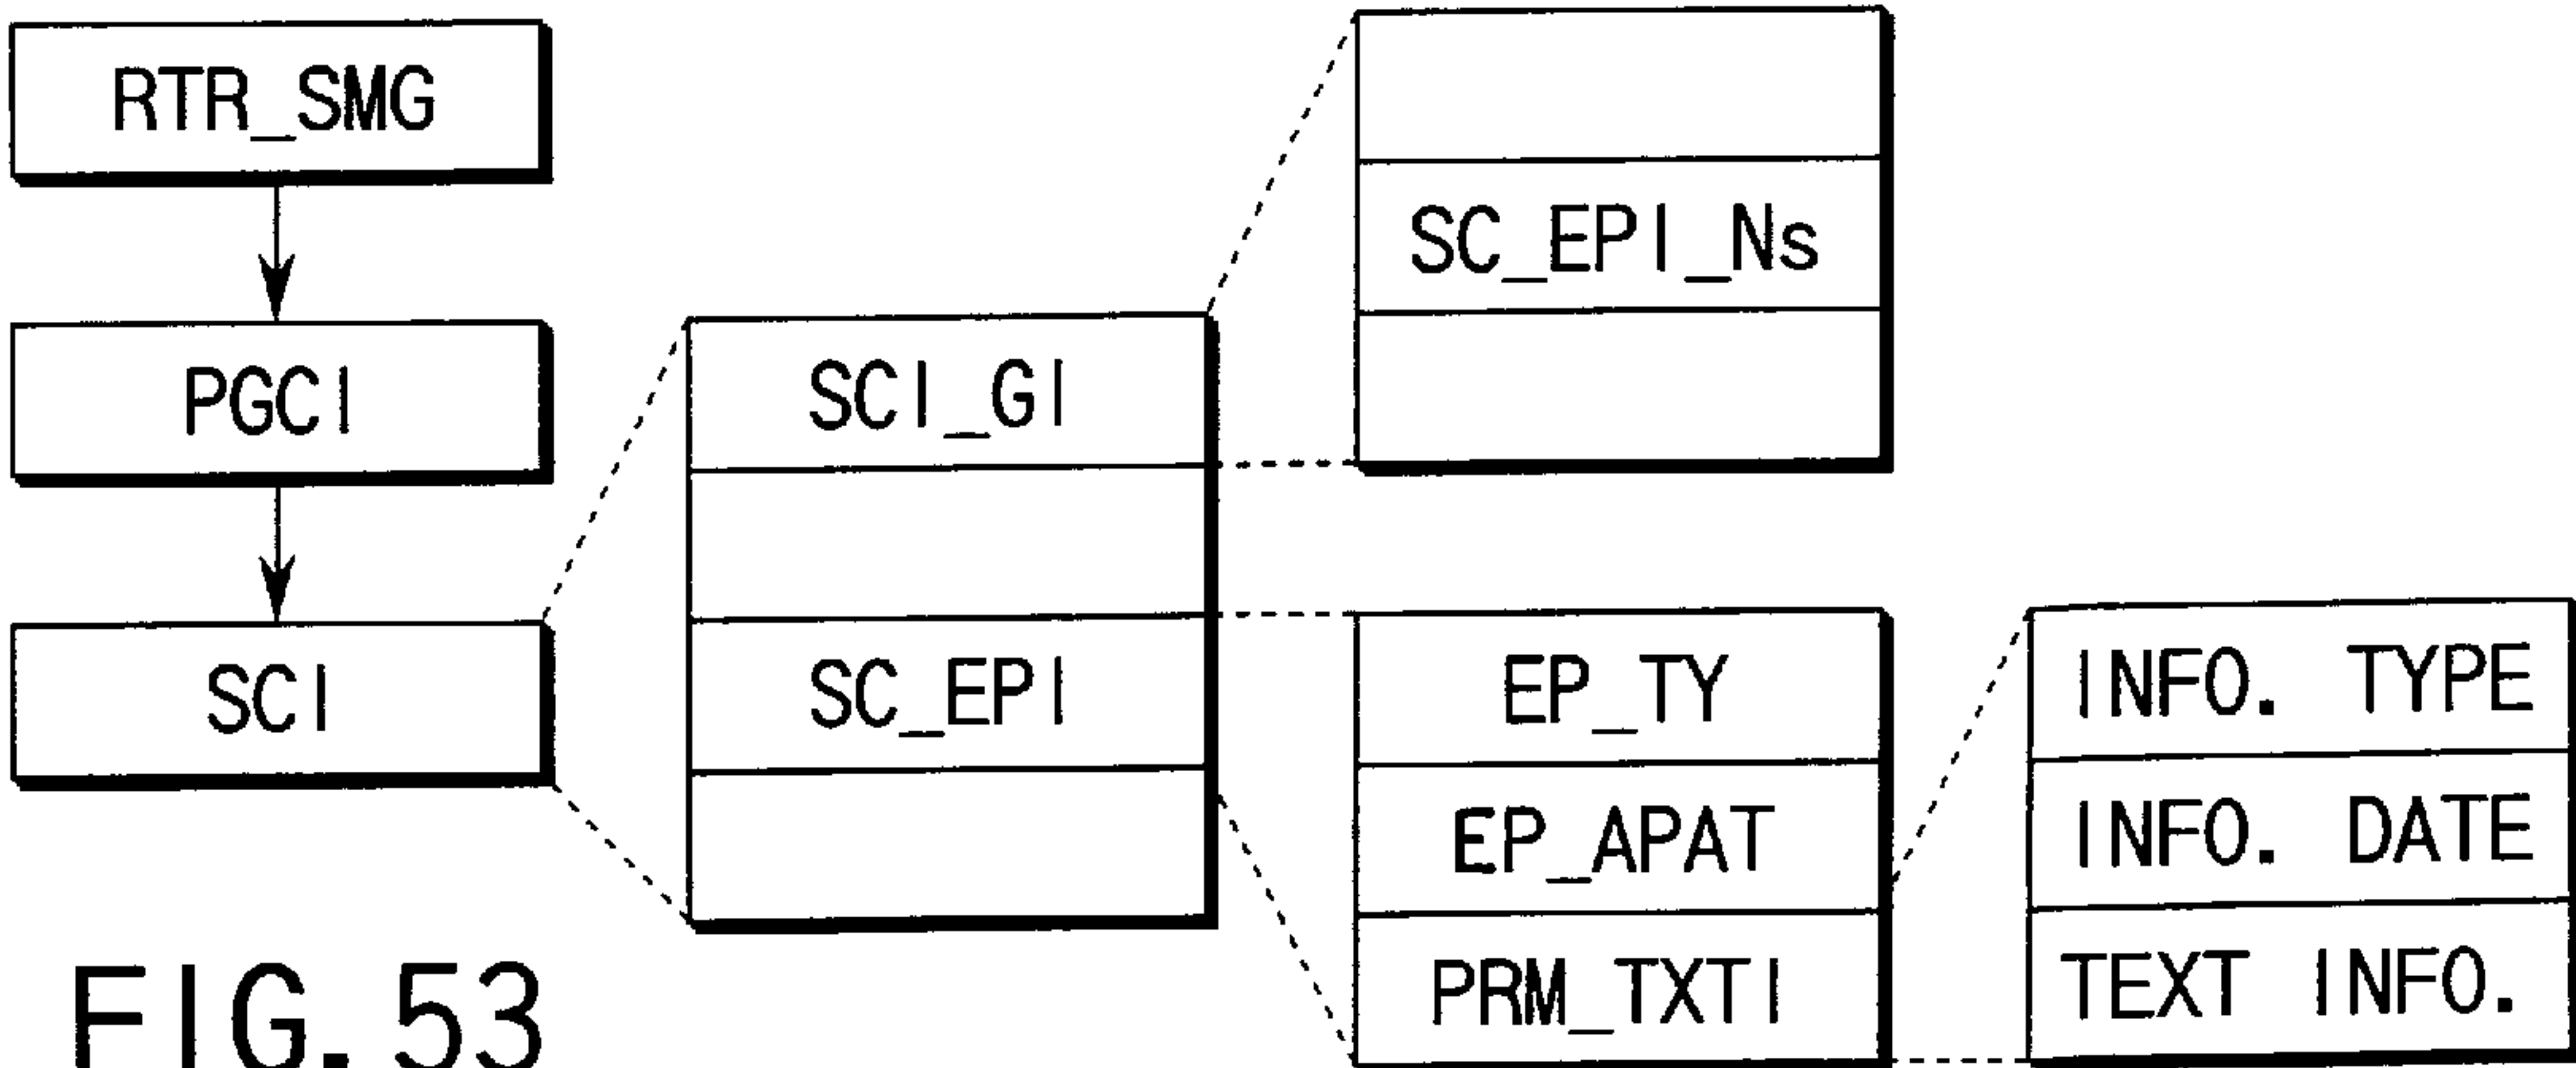 RTR_SMG
PGCI
SCI
SCI_GI
SC_EPI
SC_EPI_Ns
EP_TY
EP_APAT
PRM_TXTI
INFO. TYPE
INFO. DATE
TEXT INFO.
FIG. 53